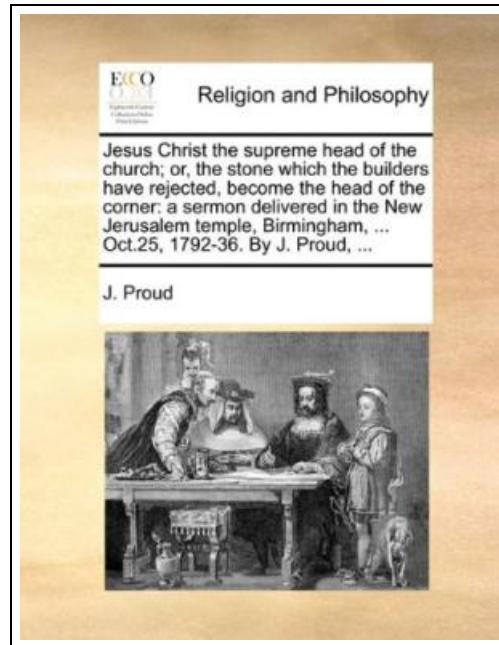 ECCO
Religion and Philosophy
Jesus Christ the supreme head of the
church; or, the stone which the builders
have rejected, become the head of the
corner: a sermon delivered in the New
Jerusalem temple, Birmingham, ...
Oct.25, 1792-36. By J. Proud, ...
J. Proud